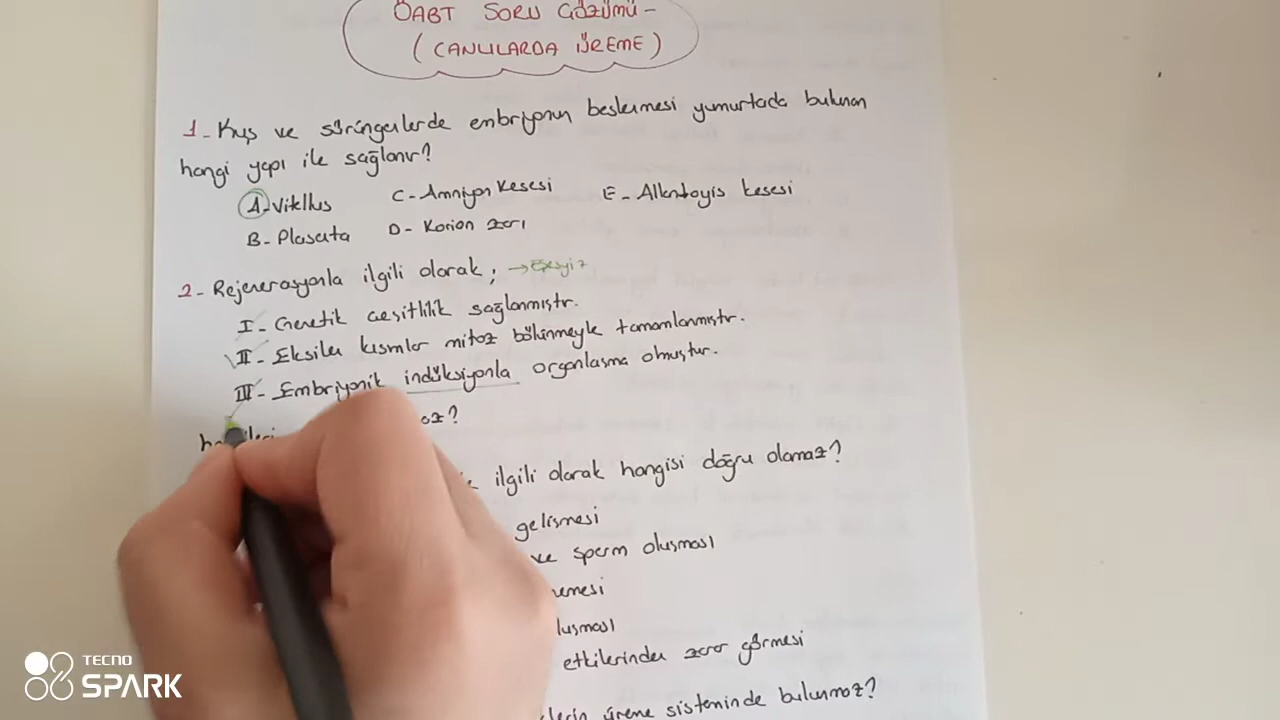 ÖABT SORU ÇÖZÜMÜ -
( CANLILARDA ÜREME )
1- Kuş ve sürüngenlerde embriyonun beslenmesi yumurtada bulunan
hangi yapı ile sağlanır?
A- Vitellus C- Amniyon Kesesi E- Allantoyis kesesi
B- Plasenta D- Korion zarı
2- Rejenerasyonla ilgili olarak; → Eşeysiz
I- Genetik çeşitlilik sağlanmıştır.
II- Eksilen kısımlar mitoz bölünmeyle tamamlanmıştır.
III- Embriyonik indüksiyonla organlaşma olmuştur.
ilgili olarak hangisi doğru olamaz?
gelişmesi
ve sperm oluşması
etkilerinden zarar görmesi
üreme sisteminde bulunmaz?
TECNO
SPARK